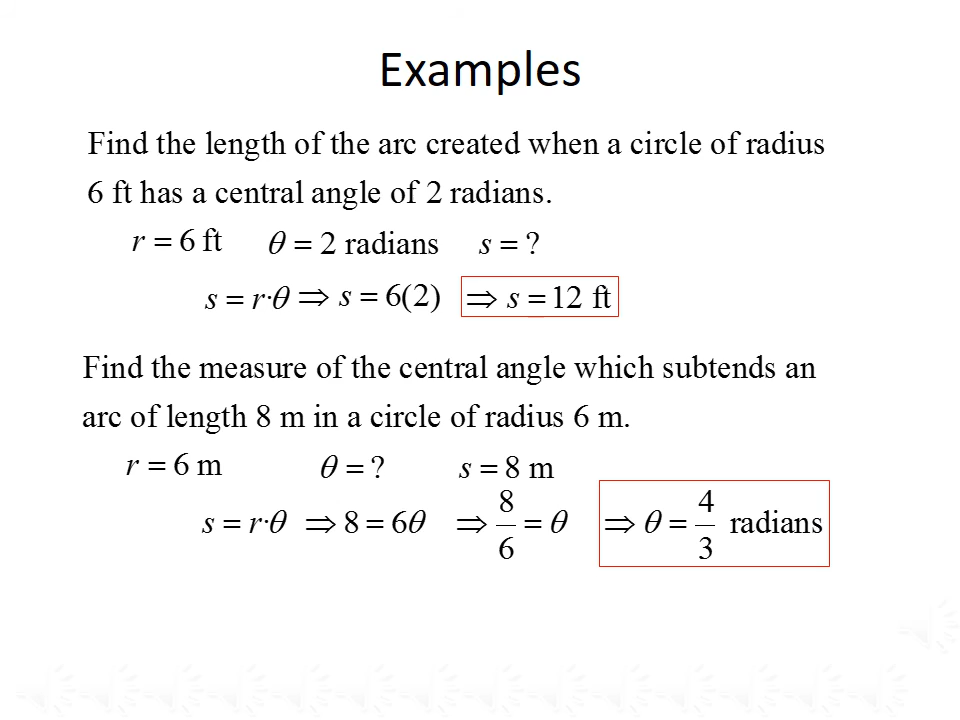 Examples
Find the length of the arc created when a circle of radius
6 ft has a central angle of 2 radians.
r = 6 ft θ = 2 radians s = ?
s = r·θ ⇒ s = 6(2) ⇒ s = 12 ft
Find the measure of the central angle which subtends an
arc of length 8 m in a circle of radius 6 m.
r = 6 m θ = ? s = 8 m
s = r·θ ⇒ 8 = 6θ ⇒ 8/6 = θ ⇒ θ = 4/3 radians